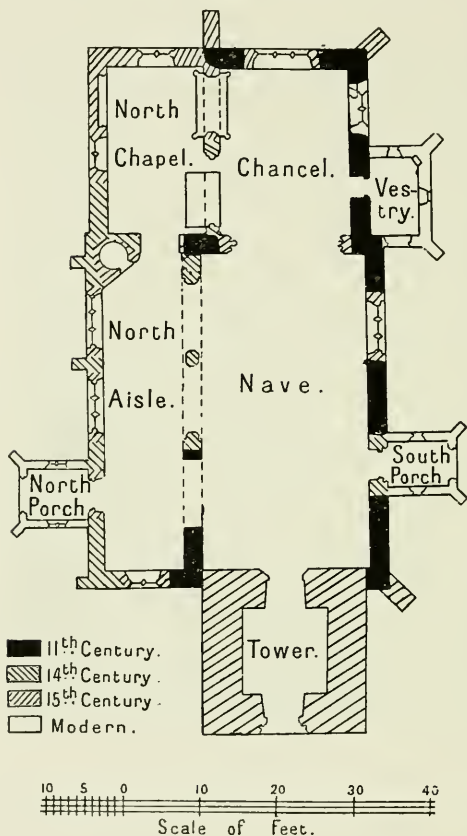 North
Chapel.
Chancel.
Ves-
try.
North
Aisle.
Nave.
North
Porch
South
Porch
Tower.
11th Century.
14th Century.
15th Century.
Modern.
10 5 0 10 20 30 40
Scale of Feet.